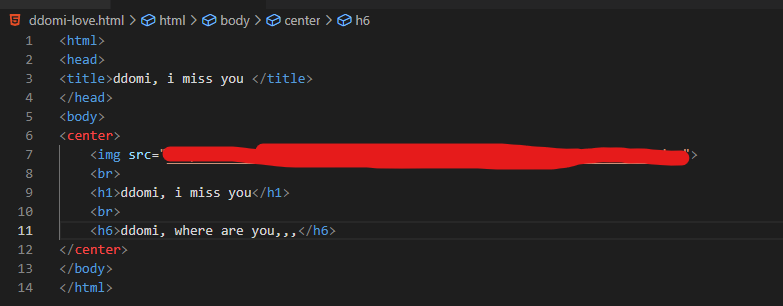 ddomi-love.html > html > body > center > h6
1 <html>
2 <head>
3 <title>ddomi, i miss you </title>
4 </head>
5 <body>
6 <center>
7 <img src="">
8 <br>
9 <h1>ddomi, i miss you</h1>
10 <br>
11 <h6>ddomi, where are you,,,</h6>
12 </center>
13 </body>
14 </html>